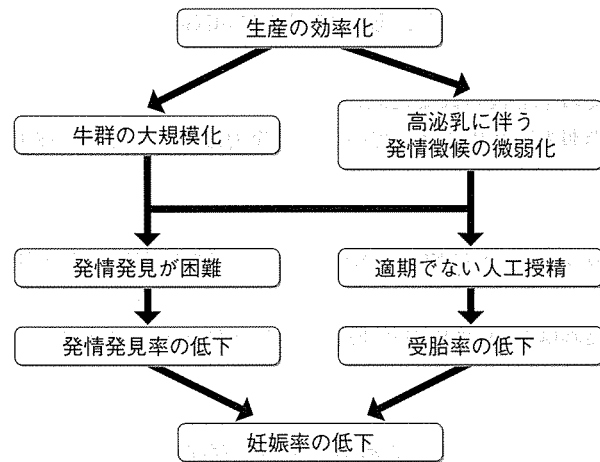 生産の効率化
牛群の大規模化
高泌乳に伴う
発情徴候の微弱化
発情発見が困難
適期でない人工授精
発情発見率の低下
受胎率の低下
妊娠率の低下